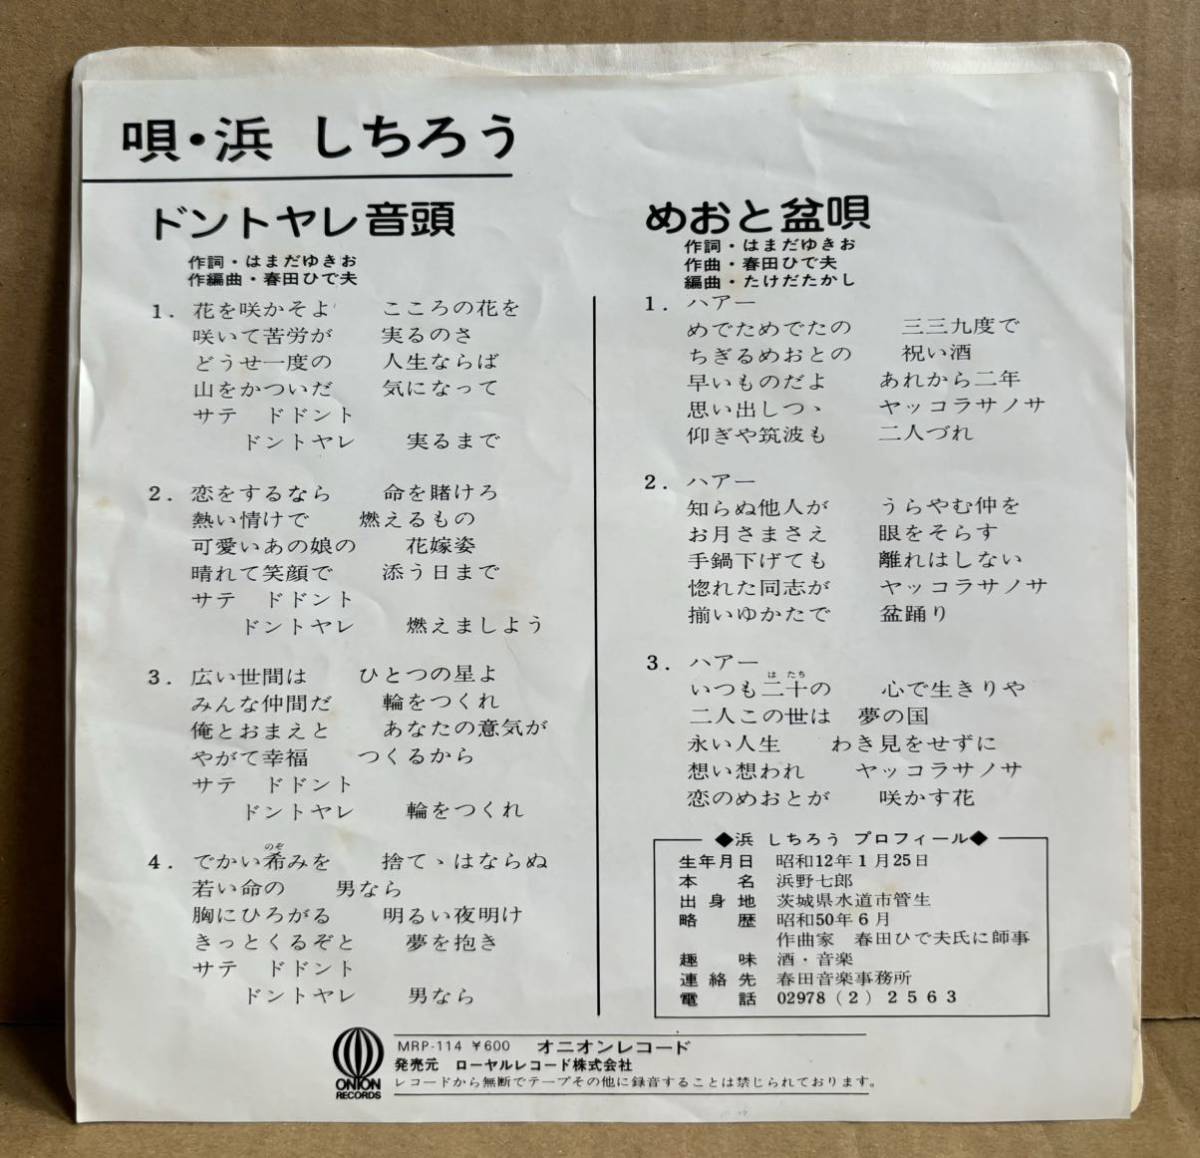 唄・浜 しちろう
ドントヤレ音頭
作詞・はまだゆきお
作編曲・春田ひで夫
1. 花を咲かそよ こころの花を
咲いて苦労が 実るのさ
どうせ一度の 人生ならば
山をかついだ 気になって
サテ ドドント
ドントヤレ 実るまで
2. 恋をするなら 命を賭けろ
熱い情けで 燃えるもの
可愛いあの娘の 花嫁姿
晴れて笑顔で 添う日まで
サテ ドドント
ドントヤレ 燃えましよう
3. 広い世間は ひとつの星よ
みんな仲間だ 輪をつくれ
俺とおまえと あなたの意気が
やがて幸福 つくるから
サテ ドドント
ドントヤレ 輪をつくれ
のぞ
4. でかい希みを 捨てゝはならぬ
若い命の 男なら
胸にひろがる 明るい夜明け
きっとくるぞと 夢を抱き
サテ ドドント
ドントヤレ 男なら
めおと盆唄
作詞・はまだゆきお
作曲・春田ひで夫
編曲・たけだたかし
1. ハアー
めでためでたの 三三九度で
ちぎるめおとの 祝い酒
早いものだよ あれから二年
思い出しつゝ ヤッコラサノサ
仰ぎや筑波も 二人づれ
2. ハアー
知らぬ他人が うらやむ仲を
お月さまさえ 眼をそらす
手鍋下げても 離れはしない
惚れた同志が ヤッコラサノサ
揃いゆかたで 盆踊り
3. ハアー
はたち
いつも二十の 心で生きりや
二人この世は 夢の国
永い人生 わき見をせずに
想い想われ ヤッコラサノサ
恋のめおとが 咲かす花
◆浜 しちろう プロフィール◆
生年月日 昭和12年1月25日
本名 浜野七郎
出身地 茨城県水道市管生
略歴 昭和50年6月
作曲家 春田ひで夫氏に師事
趣味 酒・音楽
連絡先 春田音楽事務所
電話 02978(2)2563
ONION RECORDS
MRP-114 ¥600 オニオンレコード
発売元 ローヤルレコード株式会社
レコードから無断でテープその他に録音することは禁じられております。